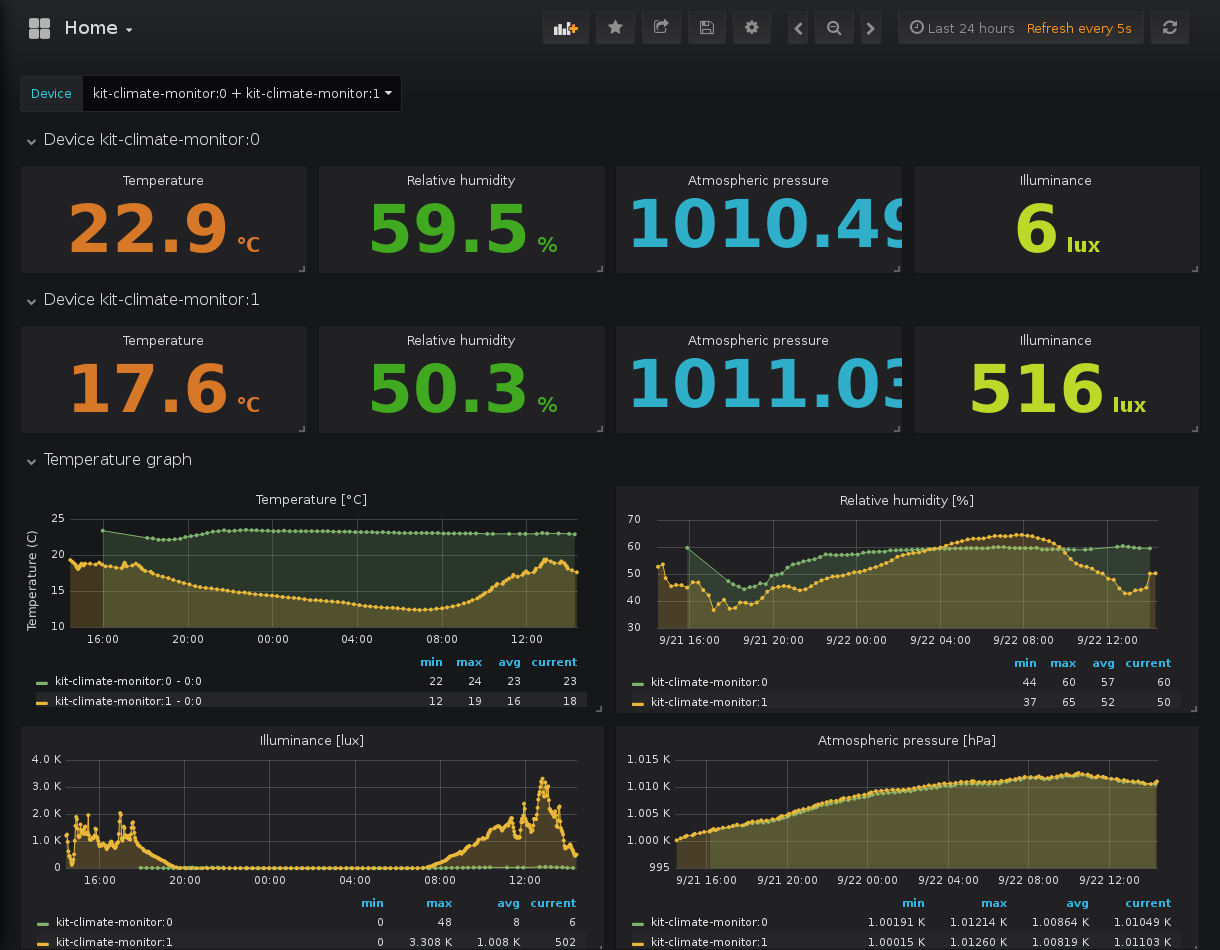 Home
Last 24 hours Refresh every 5s
Device kit-climate-monitor:0 + kit-climate-monitor:1
Device kit-climate-monitor:0
Temperature Relative humidity Atmospheric pressure Illuminance
22.9 °C 59.5 % 1010.49 6 lux
Device kit-climate-monitor:1
Temperature Relative humidity Atmospheric pressure Illuminance
17.6 °C 50.3 % 1011.03 516 lux
Temperature graph
Temperature [°C]
Temperature (C)
25
20
15
10
16:00 20:00 00:00 04:00 08:00 12:00
min max avg current
kit-climate-monitor:0 - 0:0 22 24 23 23
kit-climate-monitor:1 - 0:0 12 19 16 18
Relative humidity [%]
70
60
50
40
30
9/21 16:00 9/21 20:00 9/22 00:00 9/22 04:00 9/22 08:00 9/22 12:00
min max avg current
kit-climate-monitor:0 44 60 57 60
kit-climate-monitor:1 37 65 52 50
Illuminance [lux]
4.0 K
3.0 K
2.0 K
1.0 K
0
16:00 20:00 00:00 04:00 08:00 12:00
min max avg current
kit-climate-monitor:0 0 48 8 6
kit-climate-monitor:1 0 3.308 K 1.008 K 502
Atmospheric pressure [hPa]
1.015 K
1.010 K
1.005 K
1.000 K
995
9/21 16:00 9/21 20:00 9/22 00:00 9/22 04:00 9/22 08:00 9/22 12:00
min max avg current
kit-climate-monitor:0 1.00191 K 1.01214 K 1.00864 K 1.01049 K
kit-climate-monitor:1 1.00015 K 1.01260 K 1.00819 K 1.01103 K